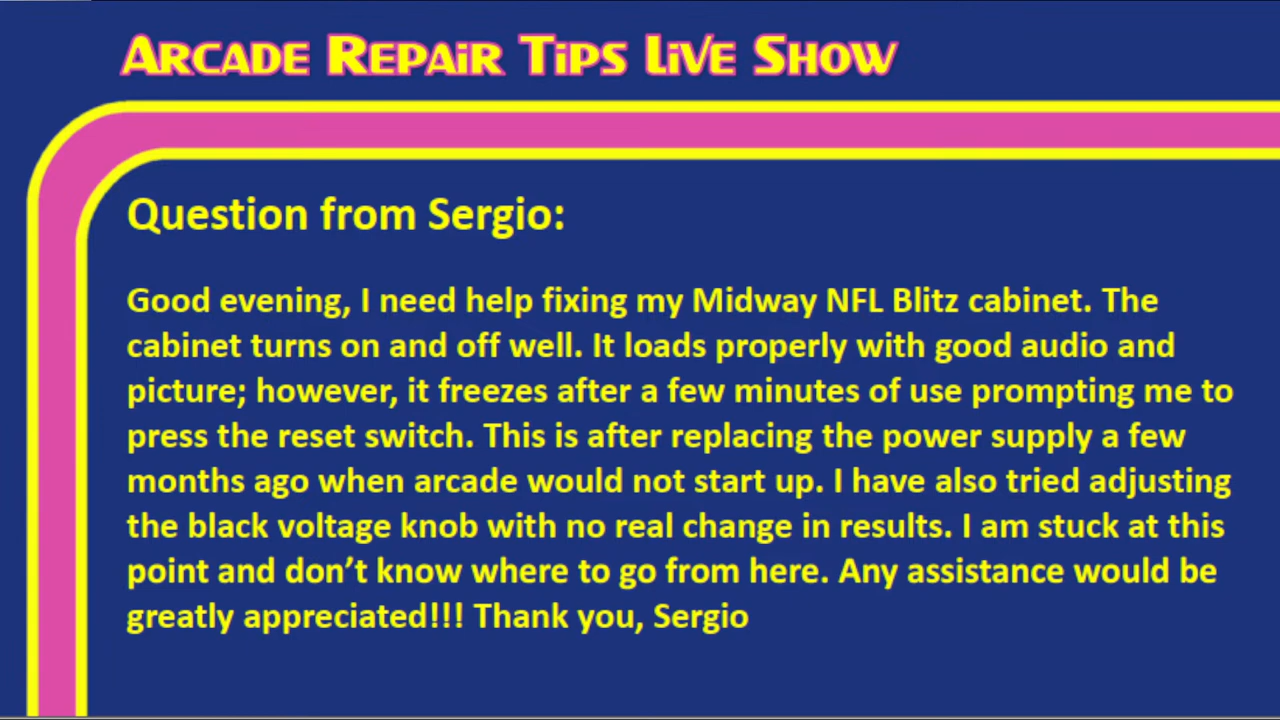 Arcade Repair Tips Live Show
Question from Sergio:
Good evening, I need help fixing my Midway NFL Blitz cabinet. The
cabinet turns on and off well. It loads properly with good audio and
picture; however, it freezes after a few minutes of use prompting me to
press the reset switch. This is after replacing the power supply a few
months ago when arcade would not start up. I have also tried adjusting
the black voltage knob with no real change in results. I am stuck at this
point and don’t know where to go from here. Any assistance would be
greatly appreciated!!! Thank you, Sergio